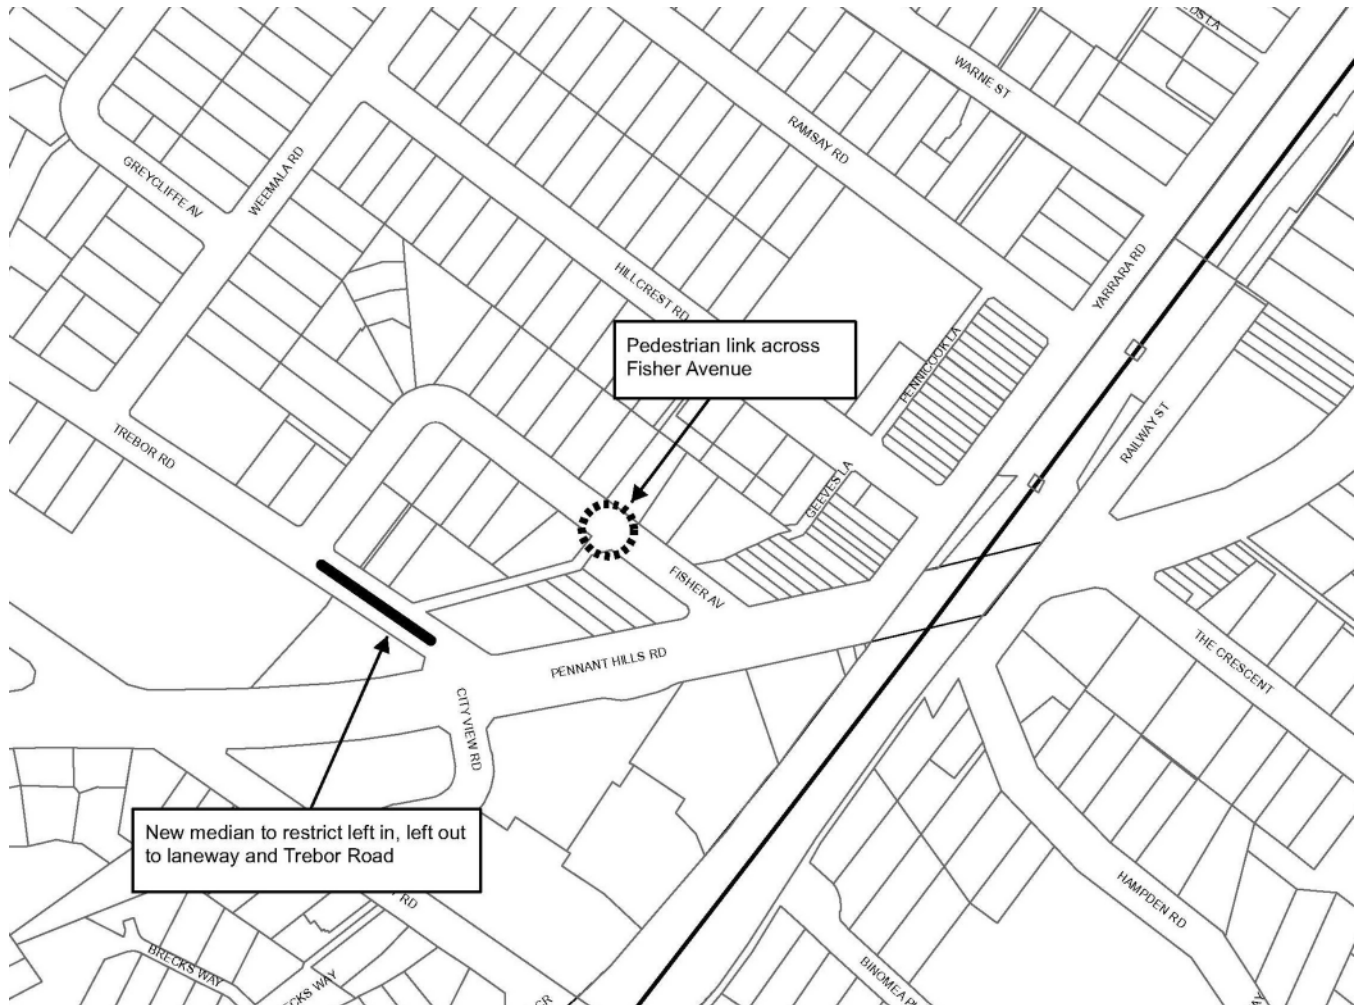 WARNE ST
RAMSAY RD
GREYCLIFFE AV
WEEMALA RD
YARRARA RD
HILLCREST RD
Pedestrian link across
Fisher Avenue
PENNICOOK LA
RAILWAY ST
TREBOR RD
GEEVES LA
FISHER AV
PENNANT HILLS RD
THE CRESCENT
CITY VIEW RD
New median to restrict left in, left out
to laneway and Trebor Road
HAMPDEN RD
RD
BRECKS WAY
BINOMEA P
CKS WAY
CR